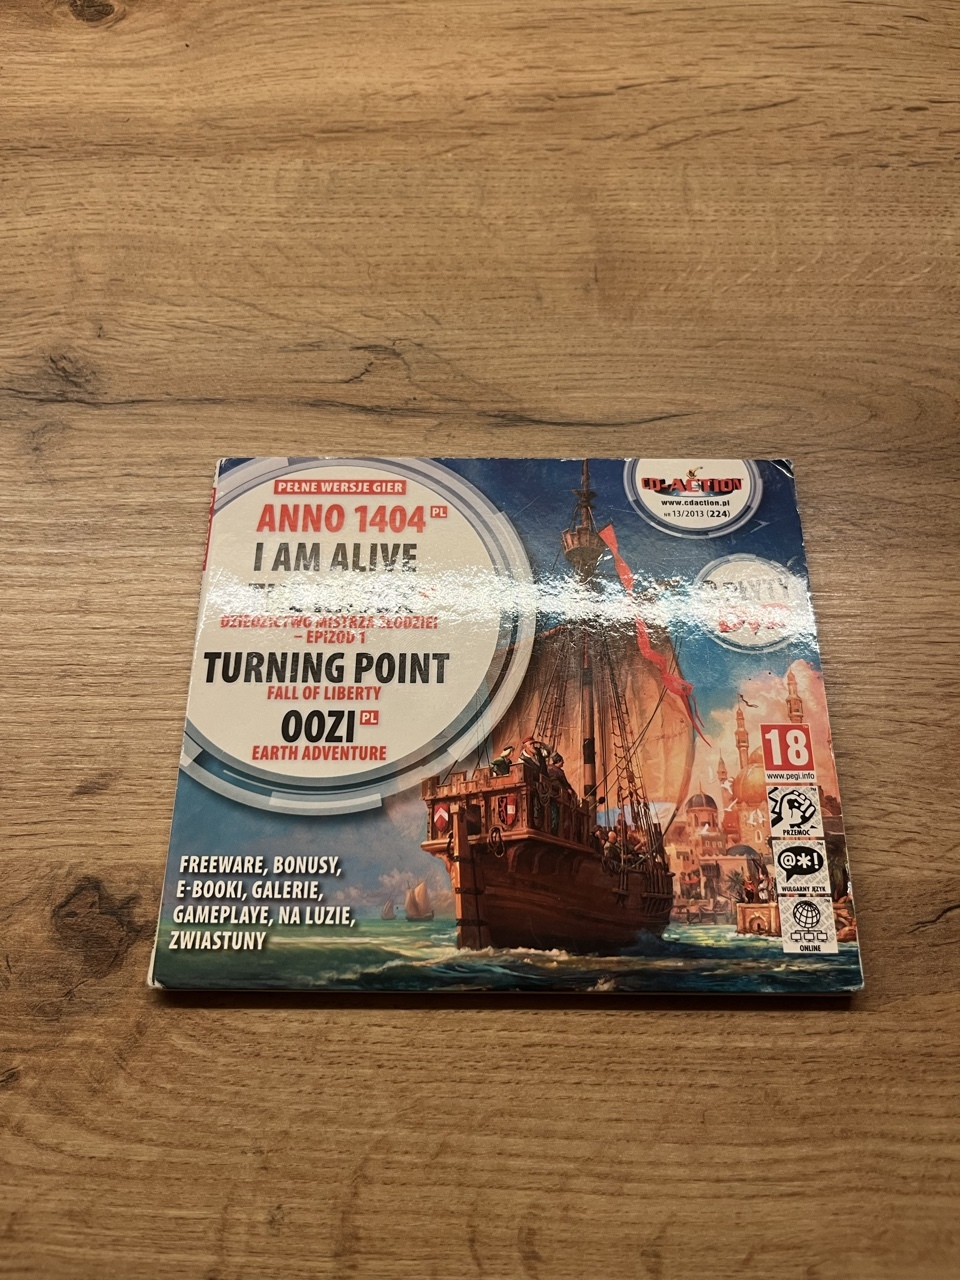 PEŁNE WERSJE GIER
ANNO 1404 PL
I AM ALIVE
DZIEDZICTWO MISTRZA ZŁODZIEI
– EPIZOD 1
TURNING POINT
FALL OF LIBERTY
OOZI PL
EARTH ADVENTURE
FREEWARE, BONUSY,
E-BOOKI, GALERIE,
GAMEPLAYE, NA LUZIE,
ZWIASTUNY
CD-ACTION
www.cdaction.pl
NR 13/2013 (224)
PŁYTY
DVD
18
www.pegi.info
PRZEMOC
@*!
WULGARNY JĘZYK
ONLINE